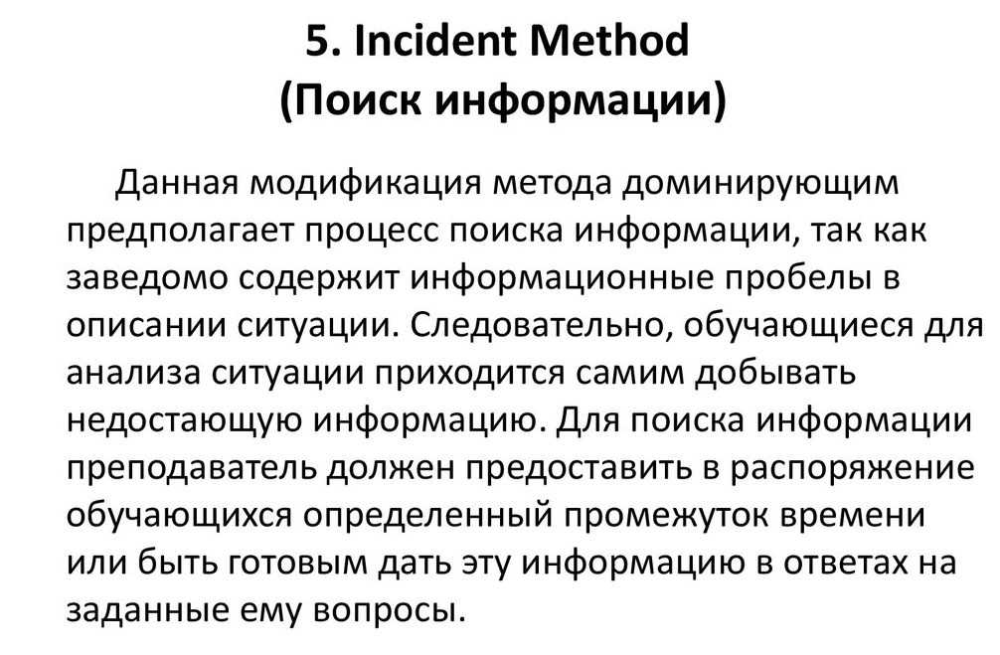 5. Incident Method
(Поиск информации)
Данная модификация метода доминирующим
предполагает процесс поиска информации, так как
заведомо содержит информационные пробелы в
описании ситуации. Следовательно, обучающиеся для
анализа ситуации приходится самим добывать
недостающую информацию. Для поиска информации
преподаватель должен предоставить в распоряжение
обучающихся определенный промежуток времени
или быть готовым дать эту информацию в ответах на
заданные ему вопросы.